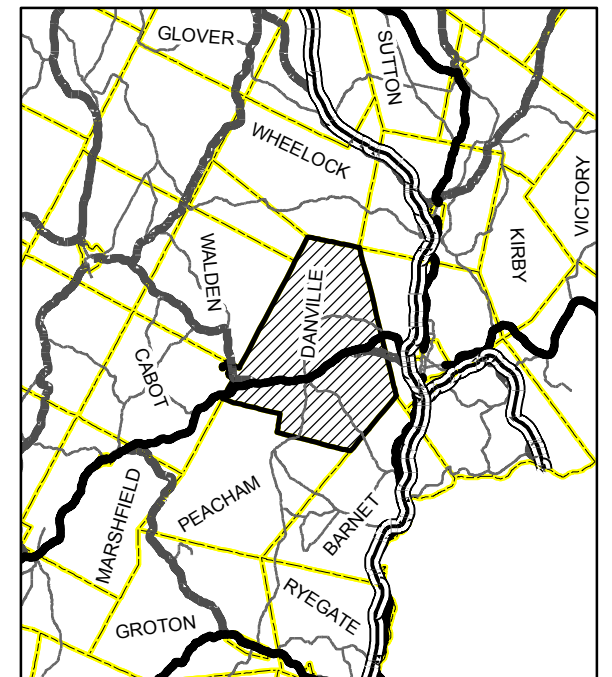 GLOVER
SUTTON
WHEELOCK
VICTORY
KIRBY
WALDEN
DANVILLE
CABOT
MARSHFIELD
PEACHAM
BARNET
RYEGATE
GROTON